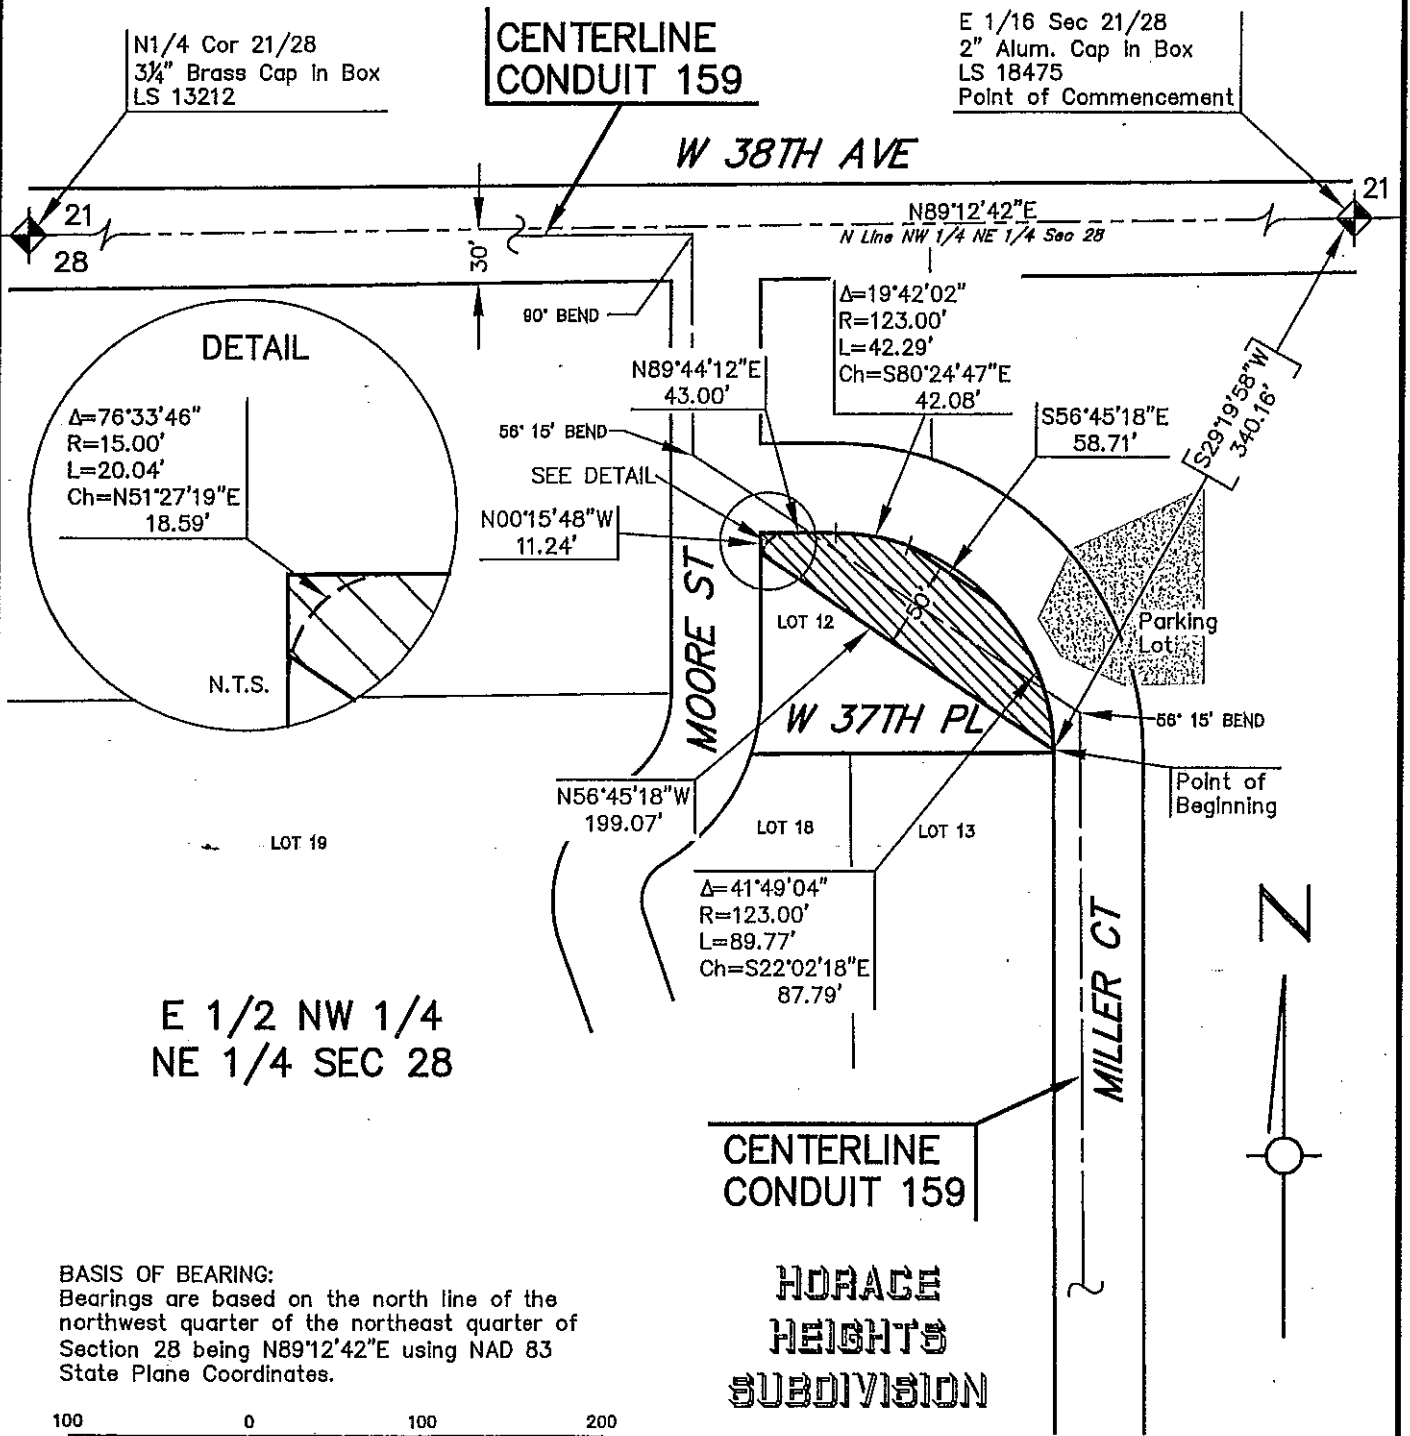 N1/4 Cor 21/28
3¼" Brass Cap in Box
LS 13212
CENTERLINE
CONDUIT 159
E 1/16 Sec 21/28
2" Alum. Cap in Box
LS 18475
Point of Commencement
W 38TH AVE
21
28
21
N89°12'42"E
N Line NW 1/4 NE 1/4 Sec 28
30'
90° BEND
DETAIL
Δ=76°33'46"
R=15.00'
L=20.04'
Ch=N51°27'19"E
18.59'
N.T.S.
Δ=19°42'02"
R=123.00'
L=42.29'
Ch=S80°24'47"E
42.08'
N89°44'12"E
43.00'
56° 15' BEND
SEE DETAIL
N00°15'48"W
11.24'
S56°45'18"E
58.71'
S29°19'58"W
340.16'
50'
LOT 12
Parking
Lot
MOORE ST
W 37TH PL
56° 15' BEND
Point of
Beginning
N56°45'18"W
199.07'
LOT 18
LOT 13
LOT 19
Δ=41°49'04"
R=123.00'
L=89.77'
Ch=S22°02'18"E
87.79'
MILLER CT
N
E 1/2 NW 1/4
NE 1/4 SEC 28
CENTERLINE
CONDUIT 159
BASIS OF BEARING:
Bearings are based on the north line of the
northwest quarter of the northeast quarter of
Section 28 being N89°12'42"E using NAD 83
State Plane Coordinates.
HORACE
HEIGHTS
SUBDIVISION
100 0 100 200